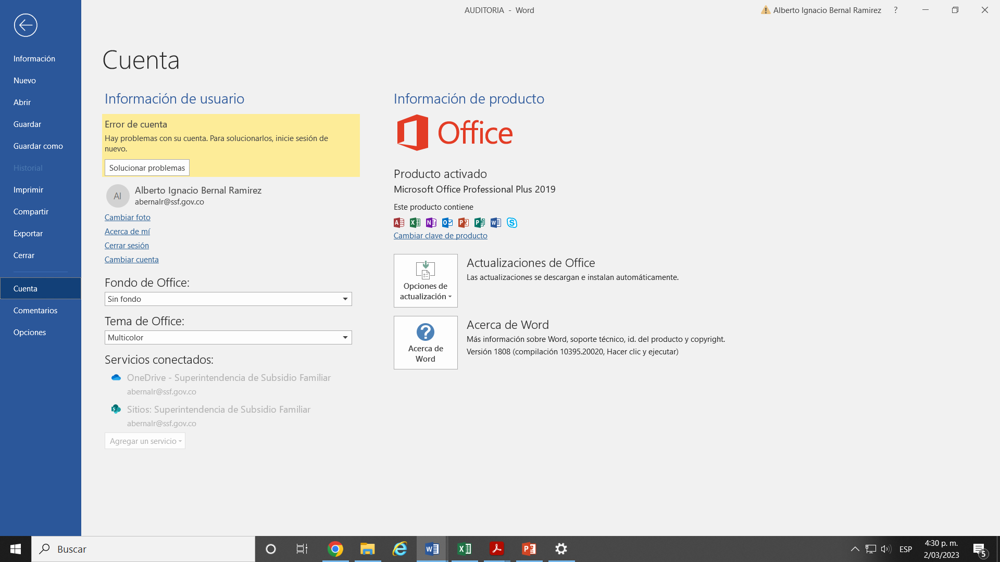 AUDITORIA - Word
Alberto Ignacio Bernal Ramirez
?
Información
Nuevo
Abrir
Guardar
Guardar como
Historial
Imprimir
Compartir
Exportar
Cerrar
Cuenta
Comentarios
Opciones
Cuenta
Información de usuario
Error de cuenta
Hay problemas con su cuenta. Para solucionarlos, inicie sesión de
nuevo.
Solucionar problemas
AI
Alberto Ignacio Bernal Ramirez
abernalr@ssf.gov.co
Cambiar foto
Acerca de mí
Cerrar sesión
Cambiar cuenta
Fondo de Office:
Sin fondo
Tema de Office:
Multicolor
Servicios conectados:
OneDrive - Superintendencia de Subsidio Familiar
abernalr@ssf.gov.co
Sitios: Superintendencia de Subsidio Familiar
abernalr@ssf.gov.co
Agregar un servicio
Información de producto
Office
Producto activado
Microsoft Office Professional Plus 2019
Este producto contiene
Cambiar clave de producto
Opciones de
actualización
Actualizaciones de Office
Las actualizaciones se descargan e instalan automáticamente.
Acerca de
Word
Acerca de Word
Más información sobre Word, soporte técnico, id. del producto y copyright.
Versión 1808 (compilación 10395.20020, Hacer clic y ejecutar)
Buscar
ESP
4:30 p. m.
2/03/2023
5